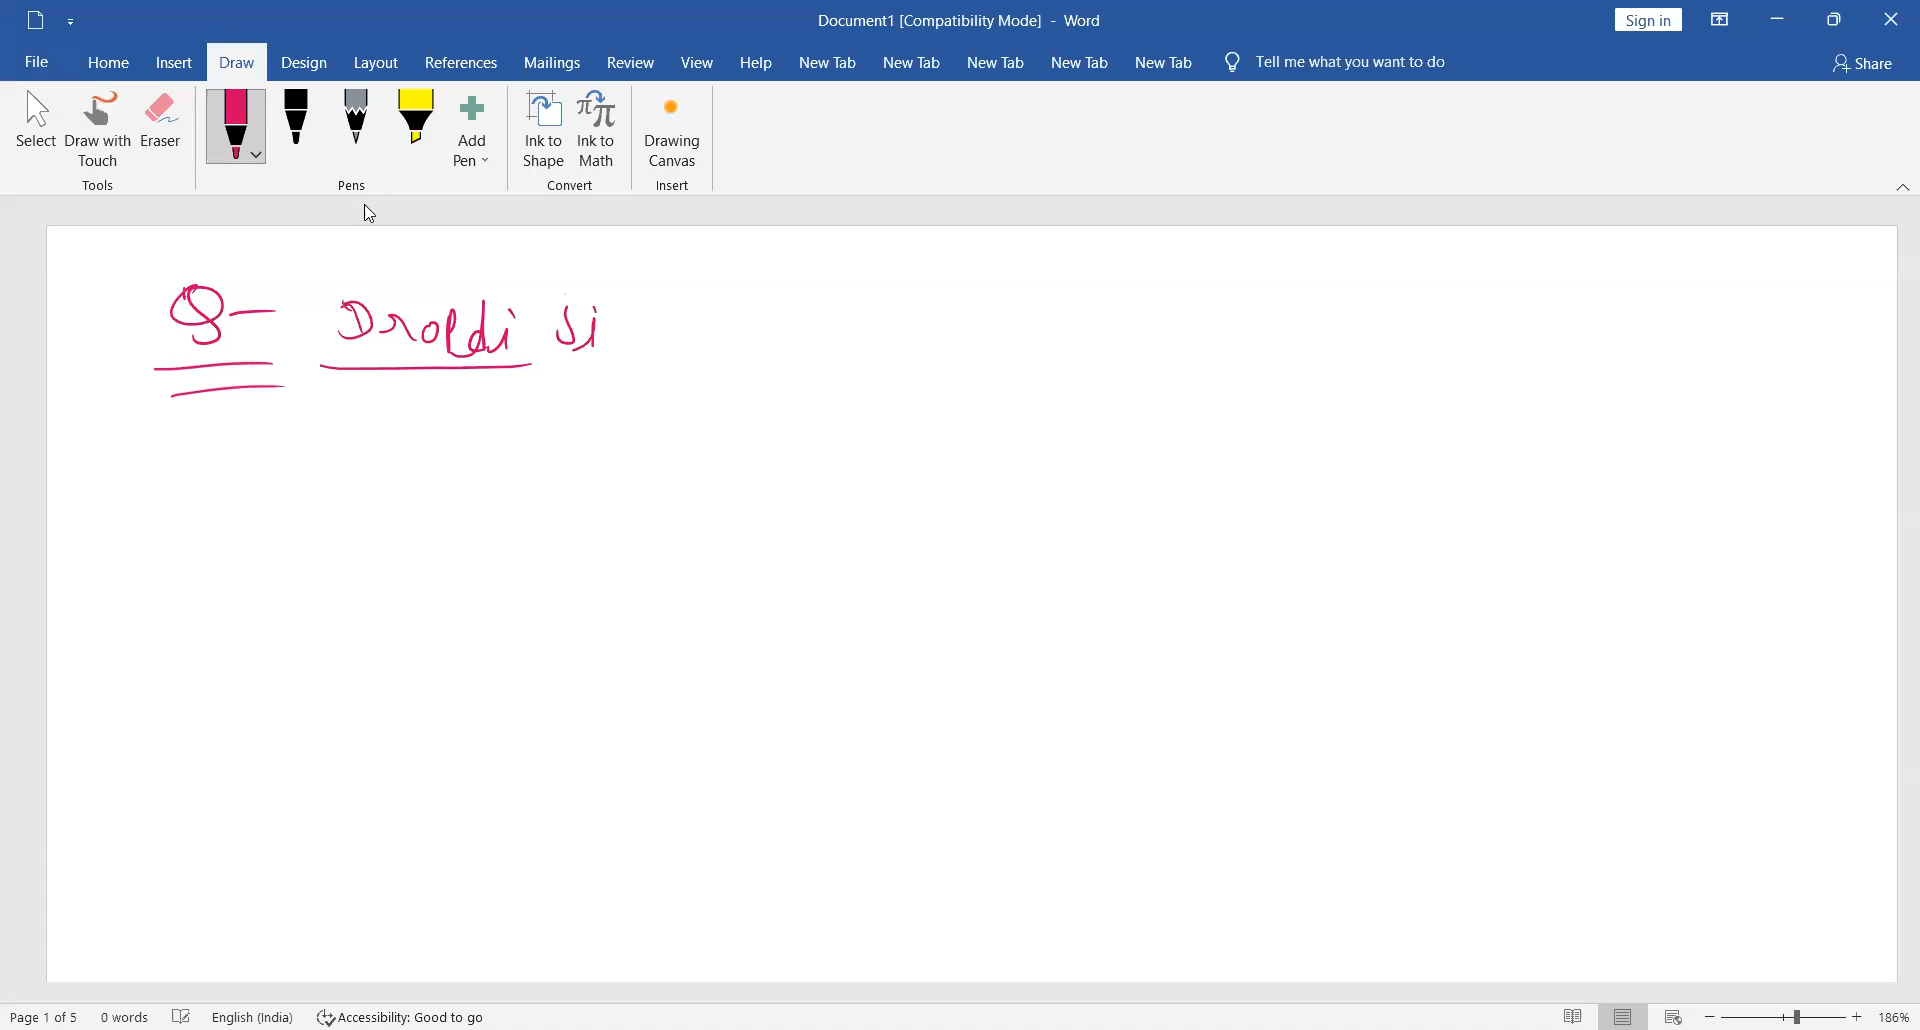 Document1 [Compatibility Mode] - Word
Sign in
File Home Insert Draw Design Layout References Mailings Review View Help New Tab New Tab New Tab New Tab New Tab Tell me what you want to do Share
Select Draw with Touch Eraser Add Pen Ink to Shape Ink to Math Drawing Canvas
Tools Pens Convert Insert
Q- Dropdi Ji
Page 1 of 5 0 words English (India) Accessibility: Good to go 186%